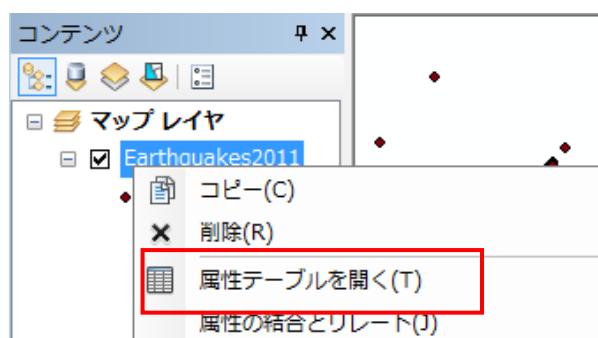 コンテンツ
マップ レイヤ
Earthquakes2011
コピー(C)
削除(R)
属性テーブルを開く(T)
属性の結合とリレート(J)